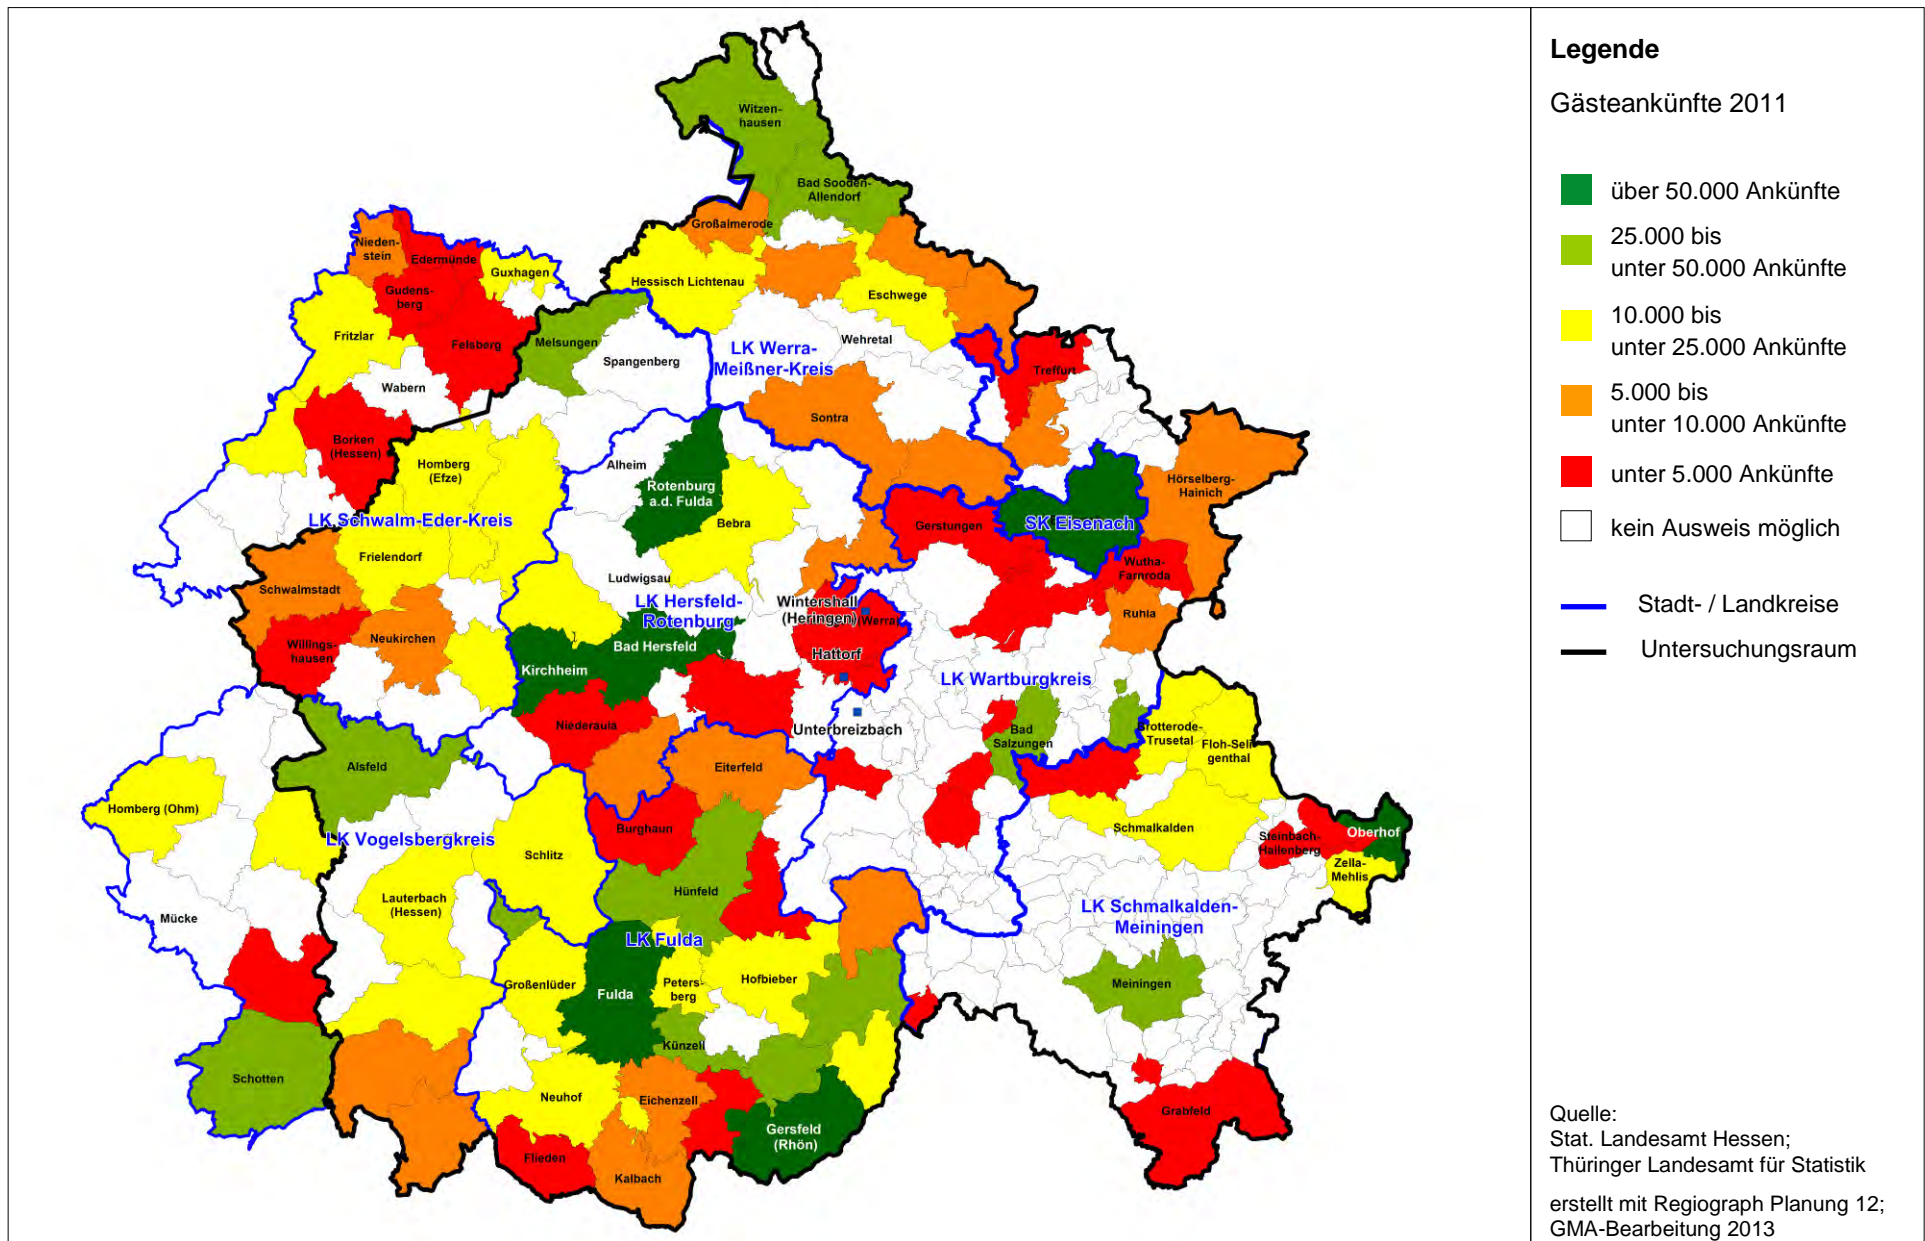 Witzen-
hausen
Bad Sooden-
Allendorf
Großalmerode
Nieden-
stein
Edermünde
Guxhagen
Gudens-
berg
Hessisch Lichtenau
Eschwege
Fritzlar
Felsberg
Melsungen
Spangenberg
Wehretal
LK Werra-
Meißner-Kreis
Treffurt
Wabern
Borken
(Hessen)
Sontra
Homberg
(Efze)
Alheim
Rotenburg
a.d. Fulda
Bebra
Hörselberg-
Hainich
LK Schwalm-Eder-Kreis
Gerstungen
SK Eisenach
Frielendorf
Wutha-
Farnroda
Schwalmstadt
Ludwigsau
LK Hersfeld-
Rotenburg
Wintershall
(Heringen)
Werra
Ruhla
Neukirchen
Willings-
hausen
Bad Hersfeld
Kirchheim
Hattorf
LK Wartburgkreis
Niederaula
Unterbreizbach
Bad
Salzungen
Brotterode-
Trusetal
Floh-Seli
genthal
Alsfeld
Eiterfeld
Homberg (Ohm)
LK Vogelsbergkreis
Burghaun
Schlitz
Schmalkalden
Steinbach-
Hallenberg
Oberhof
Zella-
Mehlis
Hünfeld
Lauterbach
(Hessen)
Mücke
LK Schmalkalden-
Meiningen
LK Fulda
Großenlüder
Fulda
Peters-
berg
Hofbieber
Meiningen
Künzell
Schotten
Neuhof
Eichenzell
Gersfeld
(Rhön)
Grabfeld
Flieden
Kalbach
Legende
Gästeankünfte 2011
über 50.000 Ankünfte
25.000 bis
unter 50.000 Ankünfte
10.000 bis
unter 25.000 Ankünfte
5.000 bis
unter 10.000 Ankünfte
unter 5.000 Ankünfte
kein Ausweis möglich
Stadt- / Landkreise
Untersuchungsraum
Quelle:
Stat. Landesamt Hessen;
Thüringer Landesamt für Statistik
erstellt mit Regiograph Planung 12;
GMA-Bearbeitung 2013